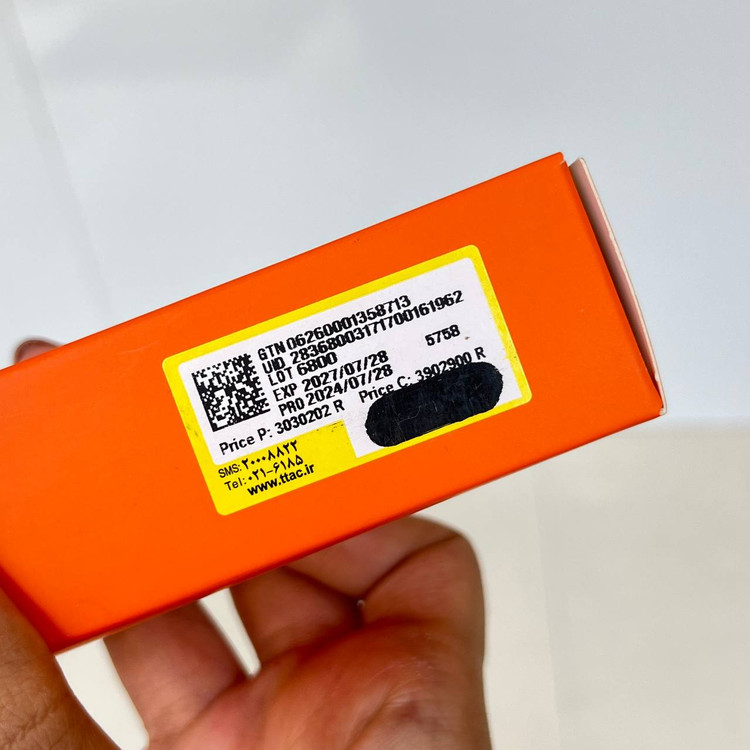 GTN 06260001358713
UID 28368003171700161962
LOT 6800
5758
EXP 2027/07/28
PRO 2024/07/28
Price P: 3030202 R
Price C: 3902900 R
SMS: ۲۰۰۰۸۸۲۲
Tel: ۰۲۱-۶۱۸۵
www.ttac.ir